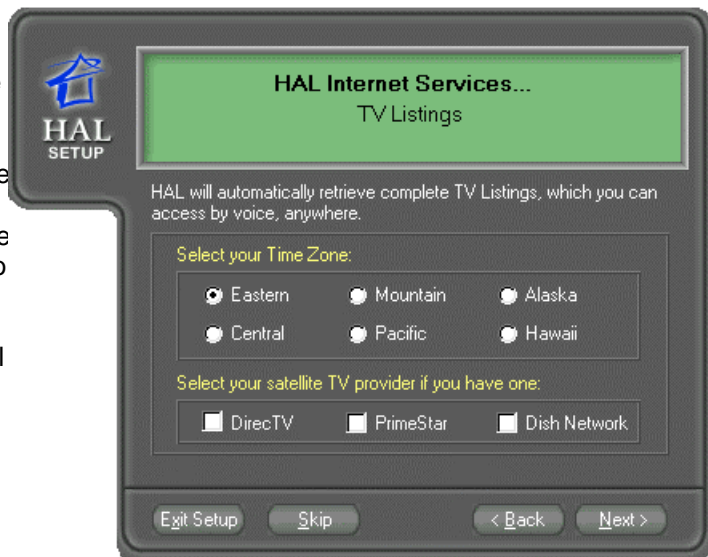 HAL
SETUP
HAL Internet Services...
TV Listings
HAL will automatically retrieve complete TV Listings, which you can
access by voice, anywhere.
Select your Time Zone:
Eastern Mountain Alaska
Central Pacific Hawaii
Select your satellite TV provider if you have one:
DirecTV PrimeStar Dish Network
Exit Setup Skip < Back Next >